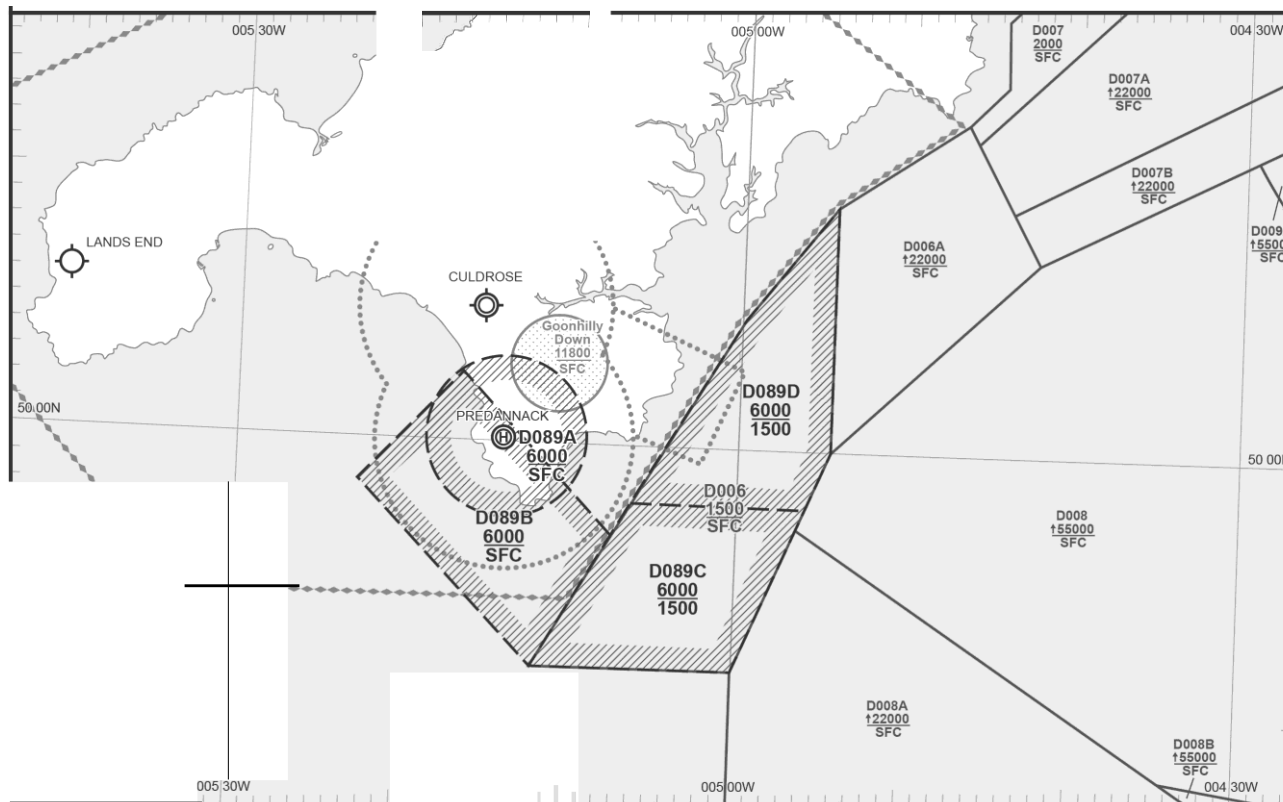 005 30W
005 00W
004 30W
D007
2000
SFC
D007A
†22000
SFC
D007B
†22000
SFC
D009
†5500
SFC
LANDS END
D006A
†22000
SFC
CULDROSE
Goonhilly
Down
11800
SFC
50 00N
PREDANNACK
H
D089A
6000
SFC
D089D
6000
1500
50 00
D089B
6000
SFC
D006
1500
SFC
D008
†55000
SFC
D089C
6000
1500
D008A
†22000
SFC
D008B
†55000
SFC
005 30W
005 00W
004 30W